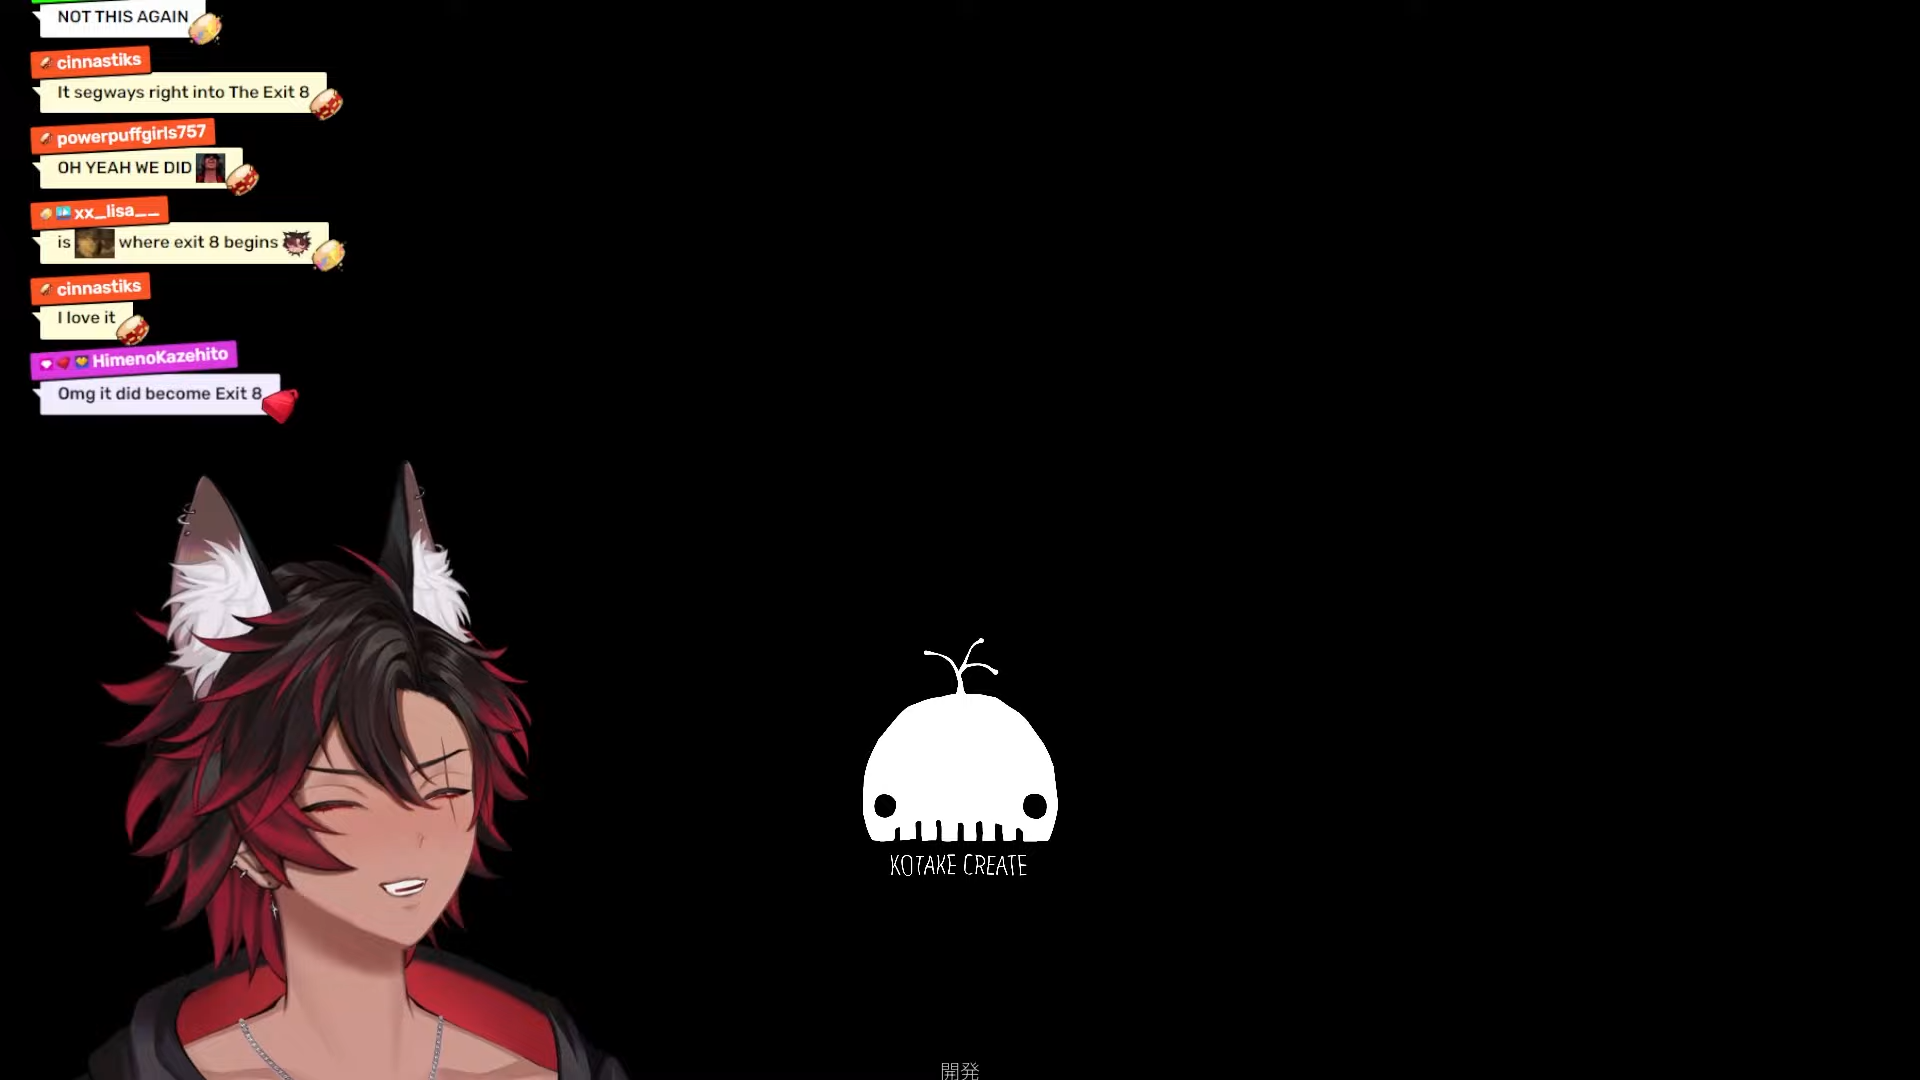 NOT THIS AGAIN
cinnastiks
It segways right into The Exit 8
powerpuffgirls757
OH YEAH WE DID
xx_lisa__
is where exit 8 begins
cinnastiks
I love it
HimenoKazehito
Omg it did become Exit 8
KOTAKE CREATE
開発